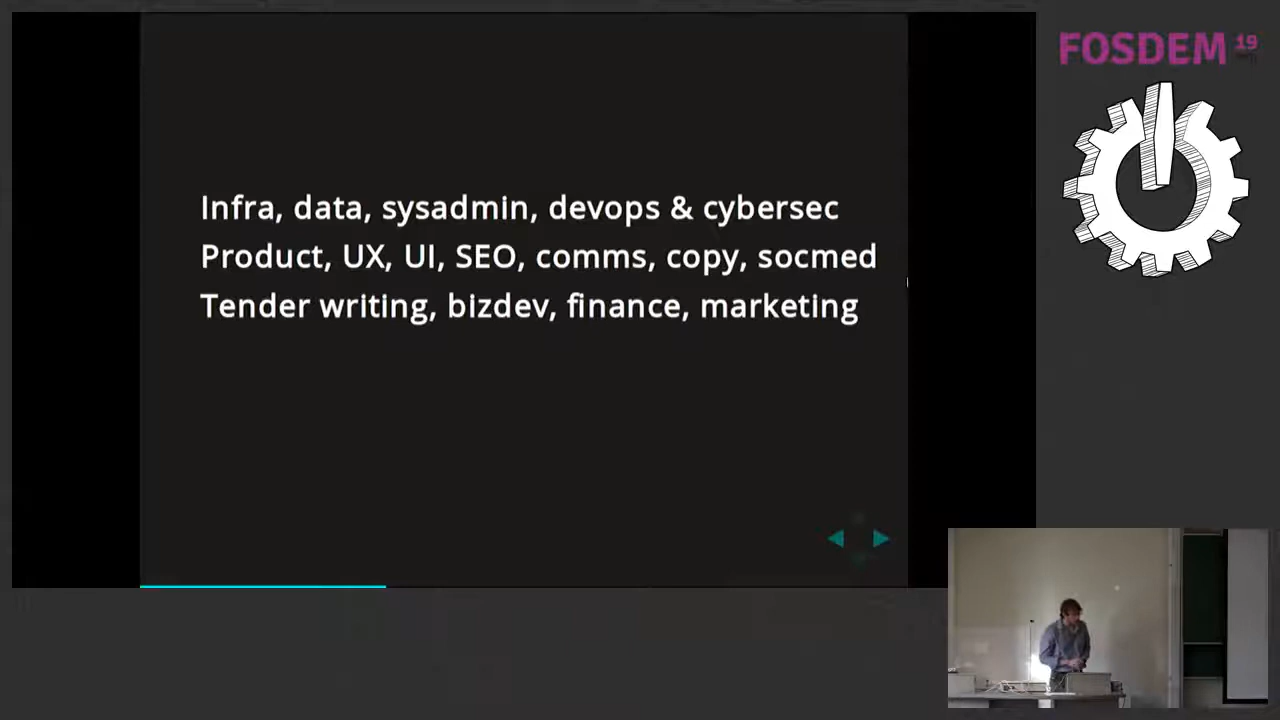 FOSDEM 19
Infra, data, sysadmin, devops & cybersec
Product, UX, UI, SEO, comms, copy, socmed
Tender writing, bizdev, finance, marketing